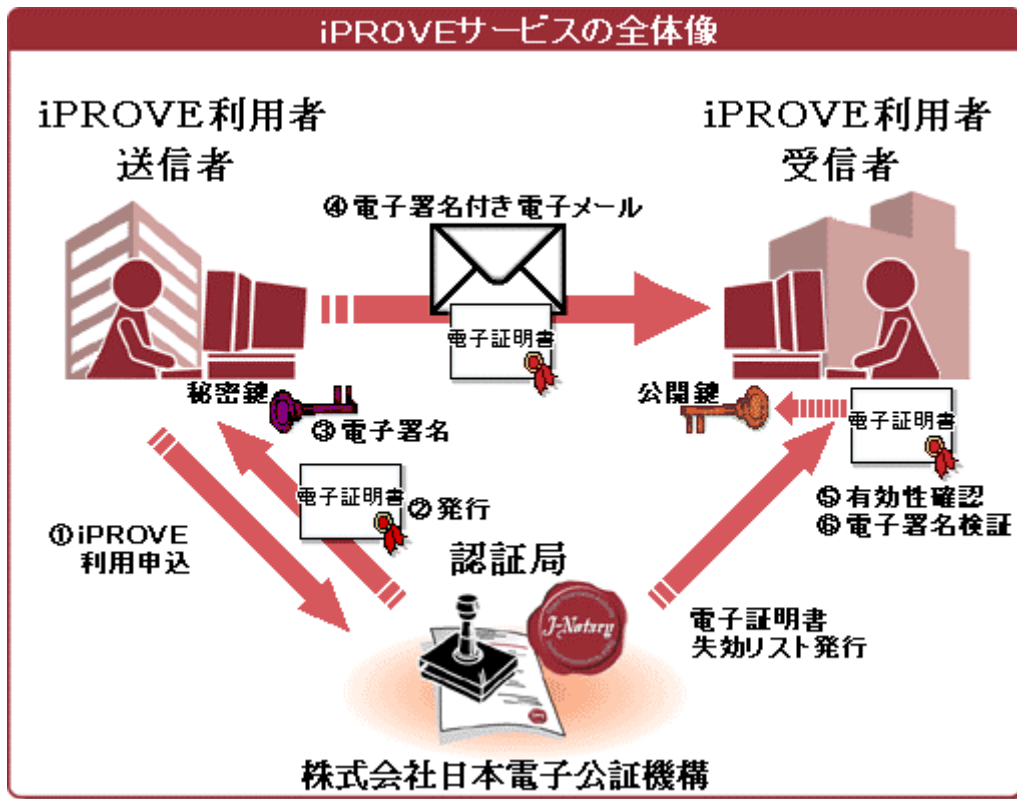 iPROVEサービスの全体像
iPROVE利用者
送信者
iPROVE利用者
受信者
④電子署名付き電子メール
電子証明書
秘密鍵
③電子署名
公開鍵
電子証明書
電子証明書
②発行
⑤有効性確認
⑥電子署名検証
①iPROVE
利用申込
認証局
J-Notary
電子証明書
失効リスト発行
株式会社日本電子公証機構